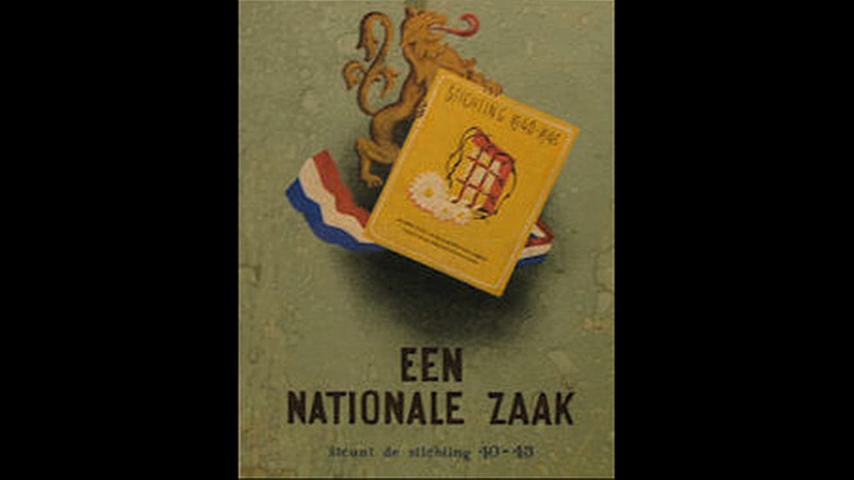 STICHTING 1940-1945
EEN
NATIONALE ZAAK
steunt de stichting 40-45